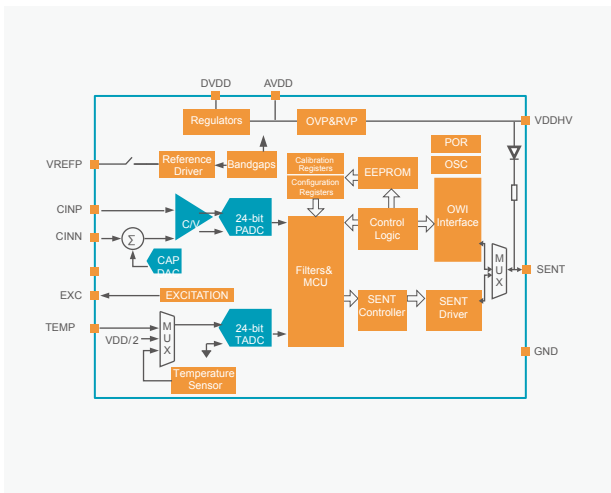 DVDD
AVDD
Regulators
OVP&RVP
VDDHV
POR
OSC
VREFP
Reference
Driver
Bandgaps
Calibration
Registers
Configuration
Registers
EEPROM
CINP
CINN
C/V
24-bit
PADC
Control
Logic
OWI
Interface
Σ
CAP
DAC
Filters&
MCU
MUX
SENT
EXC
EXCITATION
SENT
Controller
SENT
Driver
TEMP
VDD/2
MUX
24-bit
TADC
GND
Temperature
Sensor